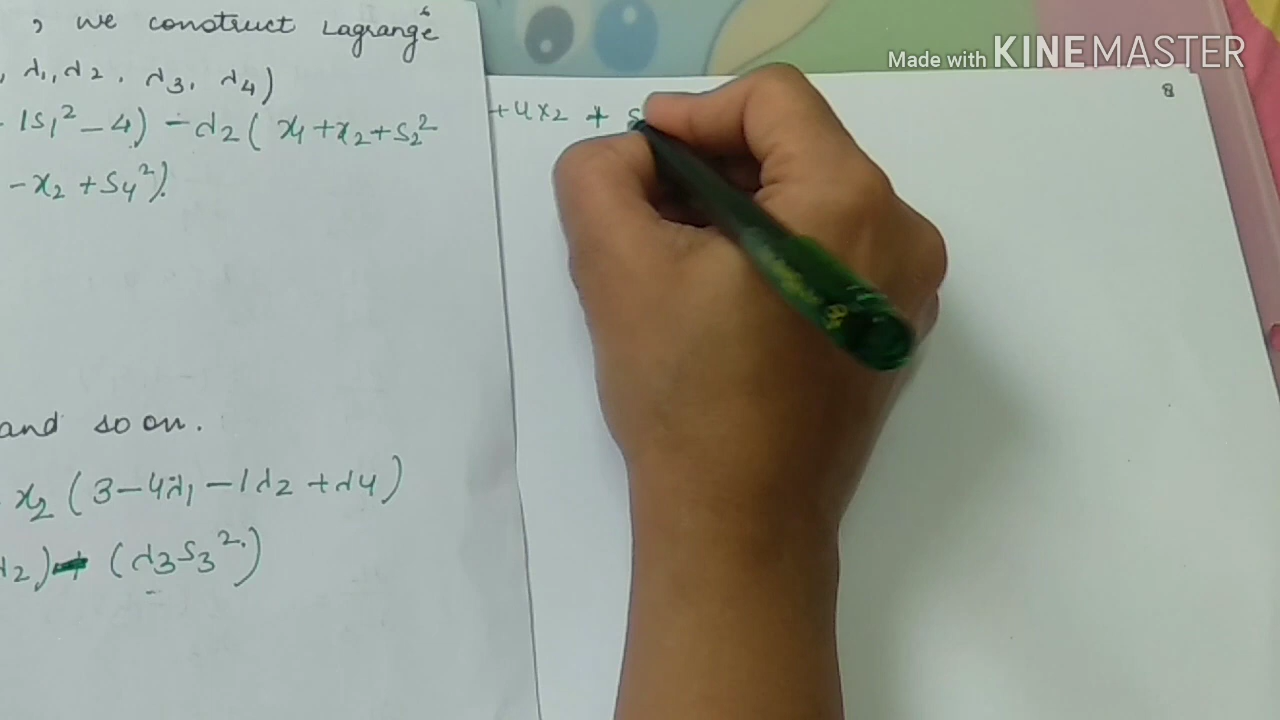 , we construct Lagrange
, λ1, λ2, λ3, λ4)
- 1S1² - 4) - λ2 ( x1 + x2 + S2²
- x2 + S4²).
and so on.
x2 ( 3 - 4λ1 - 1λ2 + λ4)
λ2) + (λ3 S3².)
Made with KINEMASTER
8
+ 4x2 + S